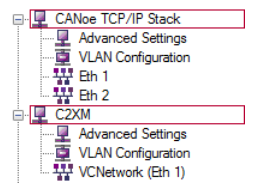 CANoe TCP/IP Stack
Advanced Settings
VLAN Configuration
Eth 1
Eth 2
C2XM
Advanced Settings
VLAN Configuration
VCNetwork (Eth 1)